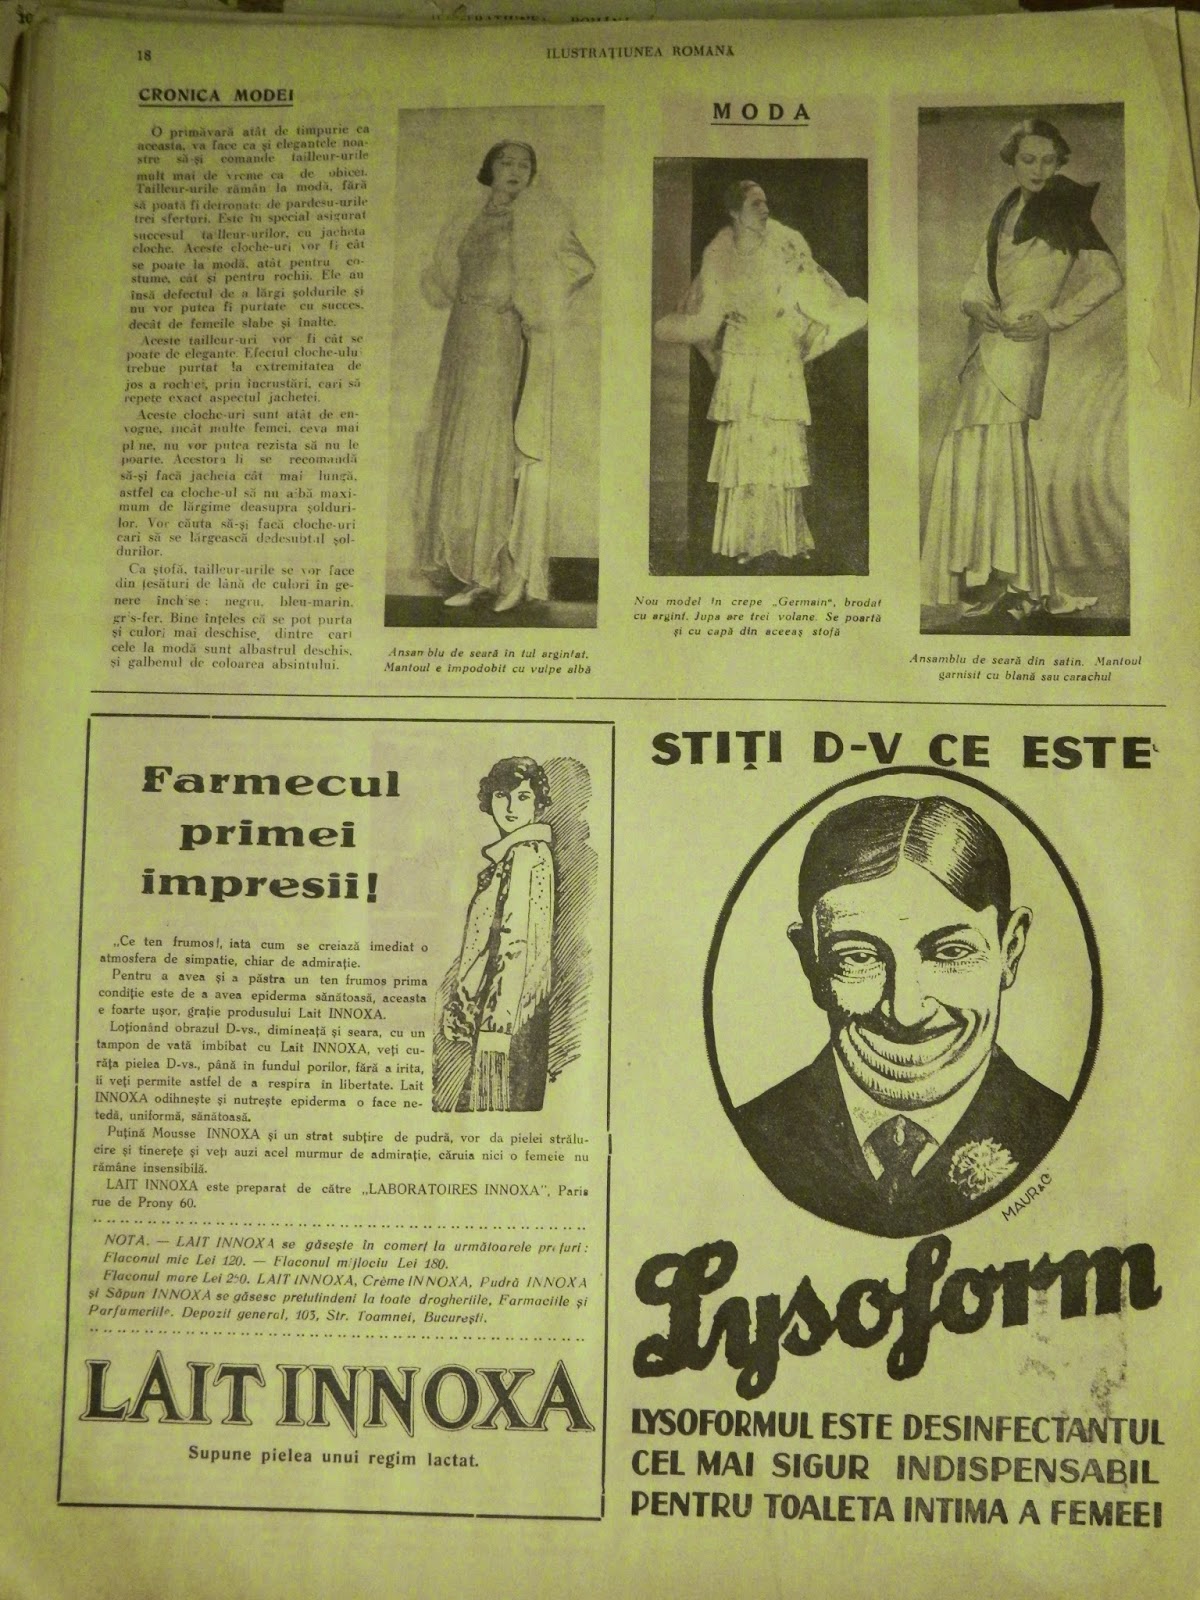 18
ILUSTRAȚIUNEA ROMANĂ
CRONICA MODEI
O primăvară atât de timpurie ca
aceasta, va face ca și elegantele noa-
stre să-și comande tailleur-urile
mult mai de vreme ca de obicei.
Tailleur-urile rămân la modă, fără
să poată fi detronate de pardesu-urile
trei sferturi. Este în special asigurat
succesul ta lleur-urilor, cu jacheta
cloche. Aceste cloche-uri vor fi cât
se poate la modă, atât pentru co-
stume, cât și pentru rochii. Ele au
însă defectul de a lărgi șoldurile și
nu vor putea fi purtate cu succes,
decât de femeile slabe și înalte.
Aceste tailleur-uri vor fi cât se
poate de elegante. Efectul cloche-ulu
trebue purtat la extremitatea de
jos a roch ei, prin încrustări, cari să
repete exact aspectul jachetei.
Aceste cloche-uri sunt atât de en-
vogue, încât multe femei, ceva mai
pl ne, nu vor putea rezista să nu le
poarte. Acestora li se recomandă
să-și facă jacheta cât mai lungă,
astfel ca cloche-ul să nu aibă maxi-
mum de lărgime deasupra șolduri-
lor. Vor căuta să-și facă cloche-uri
cari să se lărgească dedesubtul șol-
durilor.
Ca ștofă, tailleur-urile se vor face
din țesături de lână de culori în ge-
nere închise: negru, bleu-marin,
gr s-fer. Bine înțeles că se pot purta
și culori mai deschise, dintre cari
cele la modă sunt albastrul deschis,
și galbenul de coloarea absintului.
Ansamblu de seară în tul argintat.
Mantoul e împodobit cu vulpe albă
MODA
Nou model în crepe „Germain“, brodat
cu argint. Jupa are trei volane. Se poartă
și cu capă din aceeaș stofă
Ansamblu de seară din satin. Mantoul
garnisit cu blană sau carachul
Farmecul
primei
impresii!
„Ce ten frumos!, iata cum se creiază imediat o
atmosfera de simpatie, chiar de admirație.
Pentru a avea și a păstra un ten frumos prima
condiție este de a avea epiderma sănătoasă, aceasta
e foarte ușor, grație produsului Lait INNOXA.
Loționând obrazul D-vs., dimineață și seara, cu un
tampon de vată imbibat cu Lait INNOXA, veți cu-
răța pielea D-vs., până în fundul porilor, fără a irita,
îi veți permite astfel de a respira in libertate. Lait
INNOXA odihnește și nutrește epiderma o face ne-
tedă, uniformă, sănătoasă.
Puțină Mousse INNOXA și un strat subțire de pudră, vor da pielei strălu-
cire și tinerețe și veți auzi acel murmur de admirație, căruia nici o femeie nu
rămâne insensibilă.
LAIT INNOXA este preparat de către „LABORATOIRES INNOXA”, Paris
rue de Prony 60.
NOTA. — LAIT INNOXA se găsește în comerț la următoarele prețuri:
Flaconul mic Lei 120. — Flaconul mijlociu Lei 180.
Flaconul mare Lei LAIT INNOXA, Crème INNOXA, Pudră INNOXA
și Săpun INNOXA se găsesc pretutindeni la toate drogheriile, Farmaciile și
Parfumeriile. Depozit general, 103, Str. Toamnei, București.
LAIT INNOXA
Supune pielea unui regim lactat.
STIȚI D-V CE ESTE
MAUR&C
Lysoform
LYSOFORMUL ESTE DESINFECTANTUL
CEL MAI SIGUR INDISPENSABIL
PENTRU TOALETA INTIMA A FEMEEI